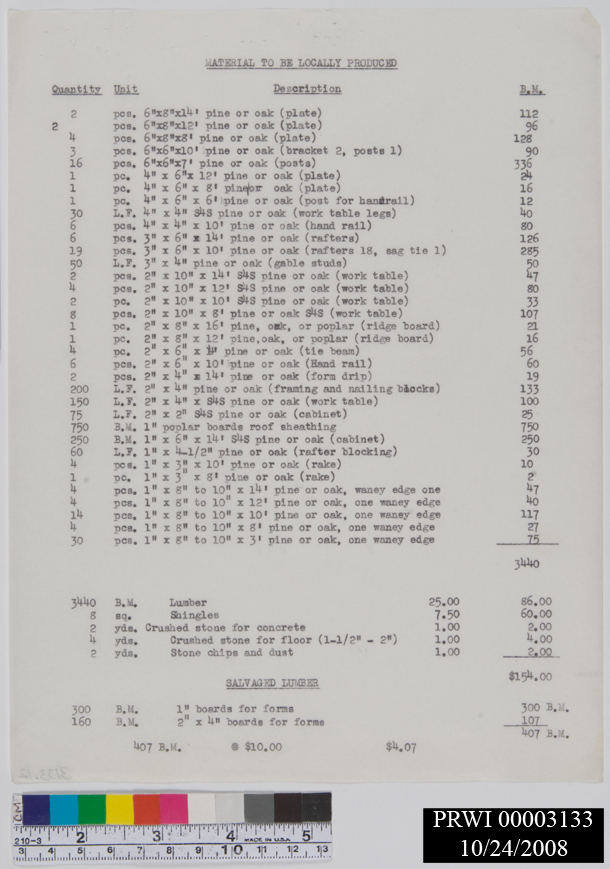 MATERIAL TO BE LOCALLY PRODUCED
Quantity Unit Description B.M.
2 pcs. 6"x8"x14' pine or oak (plate) 112
2 pcs. 6"x8"x12' pine or oak (plate) 96
4 pcs. 6"x8"x8' pine or oak (plate) 128
3 pcs. 6"x6"x10' pine or oak (bracket 2, posts 1) 90
16 pcs. 6"x6"x7' pine or oak (posts) 336
1 pc. 4" x 6"x 12' pine or oak (plate) 24
1 pc. 4" x 6" x 8' pine or oak (plate) 16
1 pc. 4" x 6" x 6' pine or oak (post for handrail) 12
30 L.F. 4" x 4" S4S pine or oak (work table legs) 40
6 pcs. 4" x 4" x 10' pine or oak (hand rail) 80
6 pcs. 3" x 6" x 14' pine or oak (rafters) 126
19 pcs. 3" x 6" x 10' pine or oak (rafters 18, sag tie 1) 285
50 L.F. 3" x 4" pine or oak (gable studs) 50
2 pcs. 2" x 10" x 14' S4S pine or oak (work table) 47
4 pcs. 2" x 10" x 12' S4S pine or oak (work table) 80
2 pc. 2" x 10" x 10' S4S pine or oak (work table) 33
8 pcs. 2" x 10" x 8' pine or oak S4S (work table) 107
1 pc. 2" x 8" x 16' pine, oak, or poplar (ridge board) 21
1 pc. 2" x 8" x 12' pine,oak, or poplar (ridge board) 16
4 pc. 2" x 6" x 14' pine or oak (tie beam) 56
6 pcs. 2" x 6" x 10' pine or oak (Hand rail) 60
2 pcs. 2" x 4" x 14' pine or oak (form drip) 19
200 L.F. 2" x 4" pine or oak (framing and nailing blocks) 133
150 L.F. 2" x 4" x S4S pine or oak (work table) 100
75 L.F. 2" x 2" S4S pine or oak (cabinet) 25
750 B.M. 1" poplar boards roof sheathing 750
250 B.M. 1" x 6" x 14' S4S pine or oak (cabinet) 250
60 L.F. 1" x 4-1/2" pine or oak (rafter blocking) 30
4 pcs. 1" x 3" x 10' pine or oak (rake) 10
1 pc. 1" x 3" x 8' pine or oak (rake) 2
4 pcs. 1" x 8" to 10" x 14' pine or oak, waney edge one 47
4 pcs. 1" x 8" to 10" x 12' pine or oak, one waney edge 40
14 pcs. 1" x 8" to 10" x 10' pine or oak, one waney edge 117
4 pcs. 1" x 8" to 10" x 8' pine or oak, one waney edge 27
30 pcs. 1" x 8" to 10" x 3' pine or oak, one waney edge 75
3440
3440 B.M. Lumber 25.00 86.00
8 sq. Shingles 7.50 60.00
2 yds. Crushed stone for concrete 1.00 2.00
4 yds. Crushed stone for floor (1-1/2" - 2") 1.00 4.00
2 yds. Stone chips and dust 1.00 2.00
$154.00
SALVAGED LUMBER
300 B.M. 1" boards for forms 300 B.M.
160 B.M. 2" x 4" boards for forms 107
407 B.M.
407 B.M. @ $10.00 $4.07
CM
210-3 2 3 4 MADE IN U.S.A. 5
3 4 5 6 7 8 9 10 11 12 13
PRWI 00003133
10/24/2008